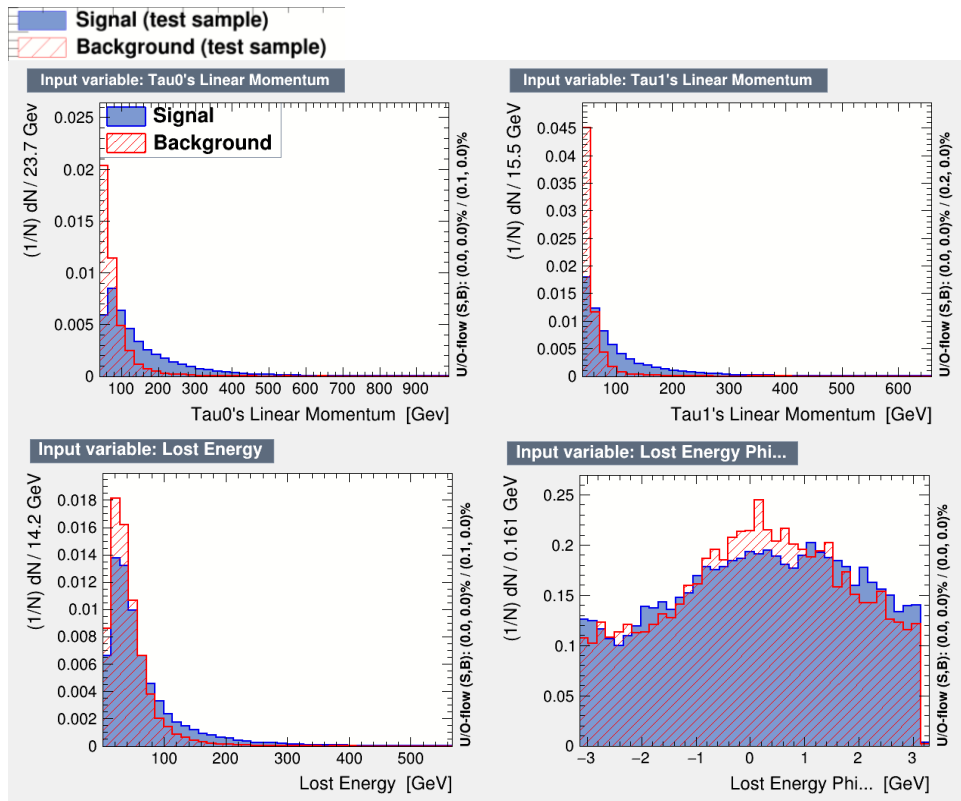 Signal (test sample)
Background (test sample)
Input variable: Tau0's Linear Momentum
(1/N) dN / 23.7 Gev
0.025
0.02
0.015
0.01
0.005
0
Signal
Background
100 200 300 400 500 600 700 800 900
Tau0's Linear Momentum [Gev]
U/O-flow (S,B): (0.0, 0.0)% / (0.1, 0.0)%
Input variable: Tau1's Linear Momentum
(1/N) dN / 15.5 GeV
0.045
0.04
0.035
0.03
0.025
0.02
0.015
0.01
0.005
0
100 200 300 400 500 600
Tau1's Linear Momentum [GeV]
U/O-flow (S,B): (0.0, 0.0)% / (0.2, 0.0)%
Input variable: Lost Energy
(1/N) dN / 14.2 GeV
0.018
0.016
0.014
0.012
0.01
0.008
0.006
0.004
0.002
0
100 200 300 400 500
Lost Energy [GeV]
U/O-flow (S,B): (0.0, 0.0)% / (0.1, 0.0)%
Input variable: Lost Energy Phi...
(1/N) dN / 0.161 GeV
0.25
0.2
0.15
0.1
0.05
0
−3 −2 −1 0 1 2 3
Lost Energy Phi... [GeV]
U/O-flow (S,B): (0.0, 0.0)% / (0.0, 0.0)%